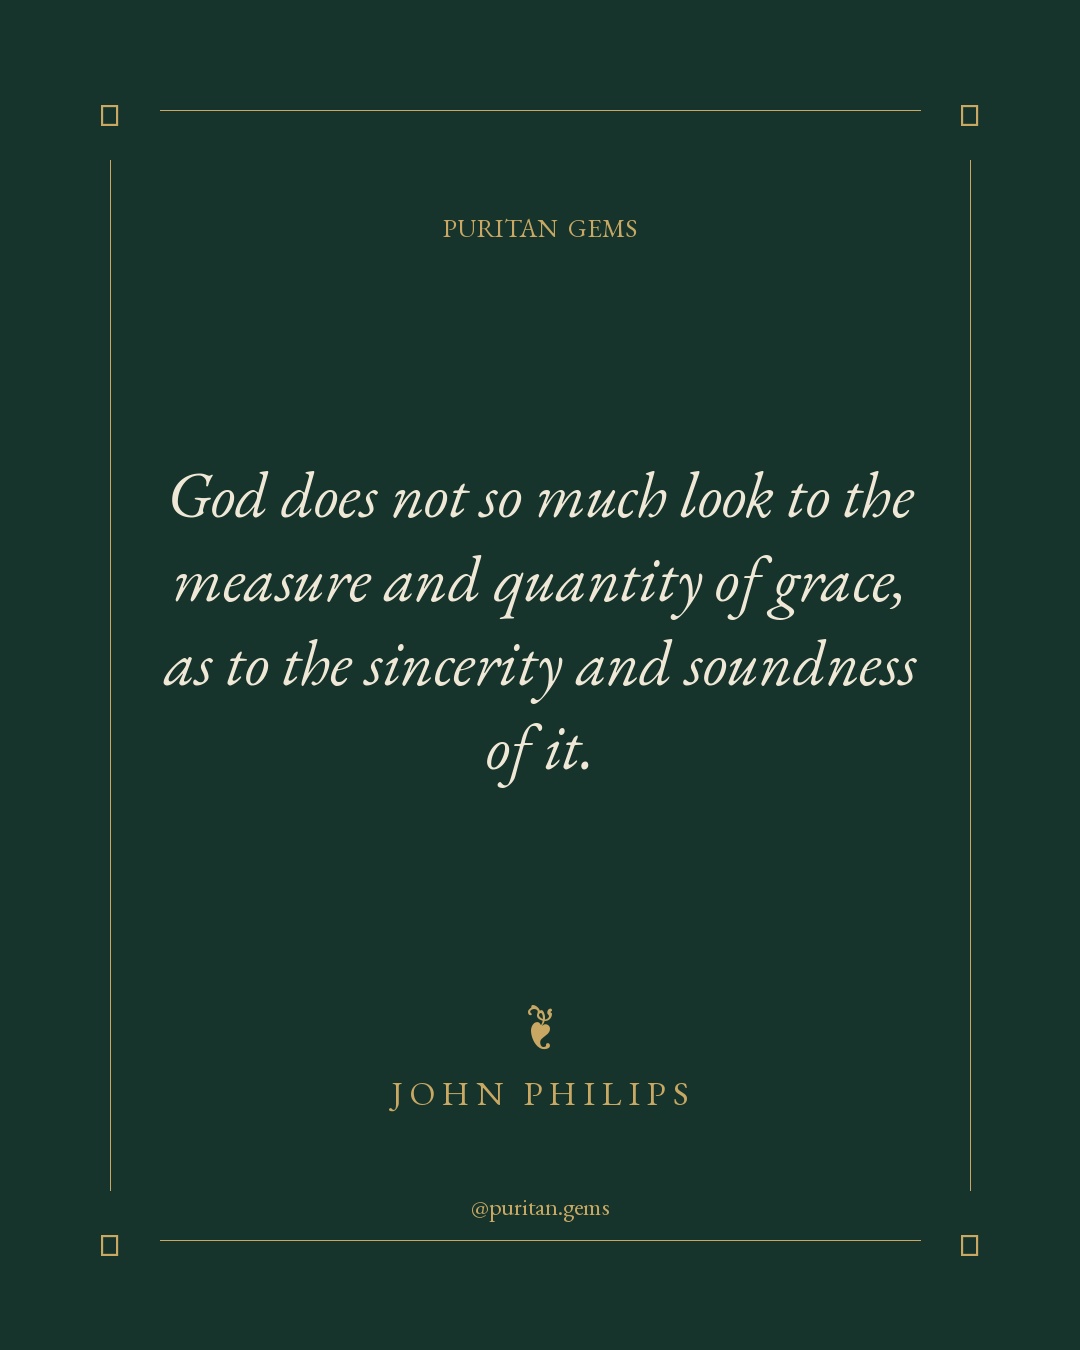 PURITAN GEMS
God does not so much look to the
measure and quantity of grace,
as to the sincerity and soundness
of it.
JOHN PHILIPS
@puritan.gems